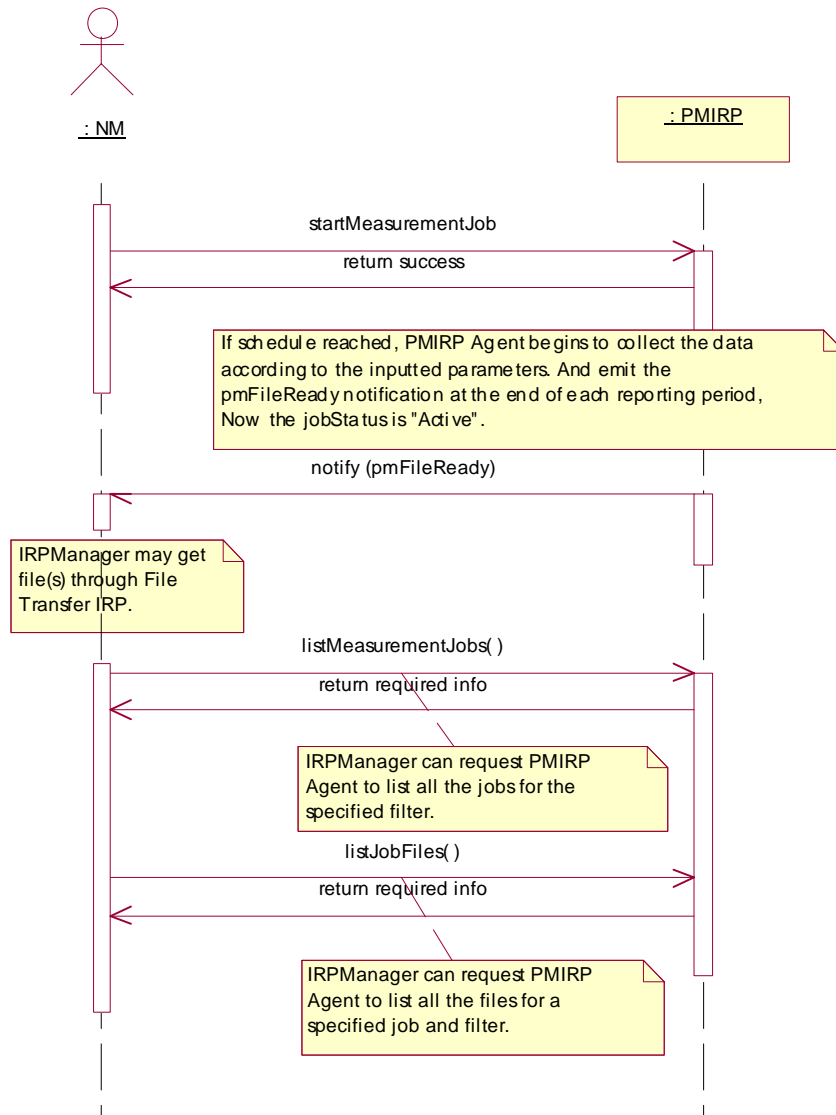 : NM
: PMIRP
startMeasurementJob
return success
If schedule reached, PMIRP Agent begins to collect the data
according to the inputted parameters. And emit the
pmFileReady notification at the end of each reporting period,
Now the jobStatus is "Active".
notify (pmFileReady)
IRPManager may get
file(s) through File
Transfer IRP.
listMeasurementJobs( )
return required info
IRPManager can request PMIRP
Agent to list all the jobs for the
specified filter.
listJobFiles( )
return required info
IRPManager can request PMIRP
Agent to list all the files for a
specified job and filter.